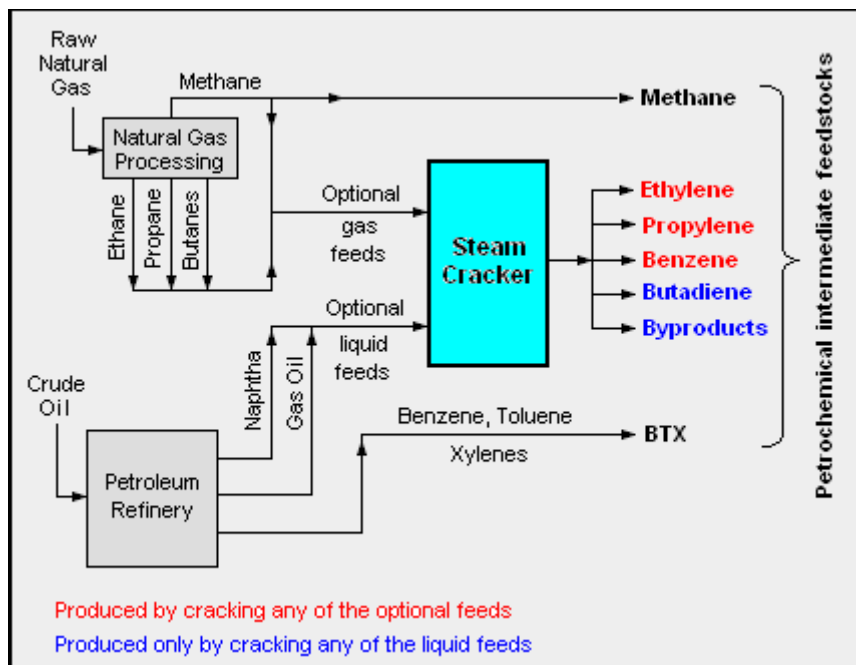 Raw
Natural
Gas
Methane
Methane
Natural Gas
Processing
Ethane
Propane
Butanes
Optional
gas
feeds
Steam
Cracker
Ethylene
Propylene
Benzene
Butadiene
Byproducts
Optional
liquid
feeds
Naphtha
Gas Oil
Crude
Oil
Petroleum
Refinery
Benzene, Toluene
Xylenes
BTX
Petrochemical intermediate feedstocks
Produced by cracking any of the optional feeds
Produced only by cracking any of the liquid feeds